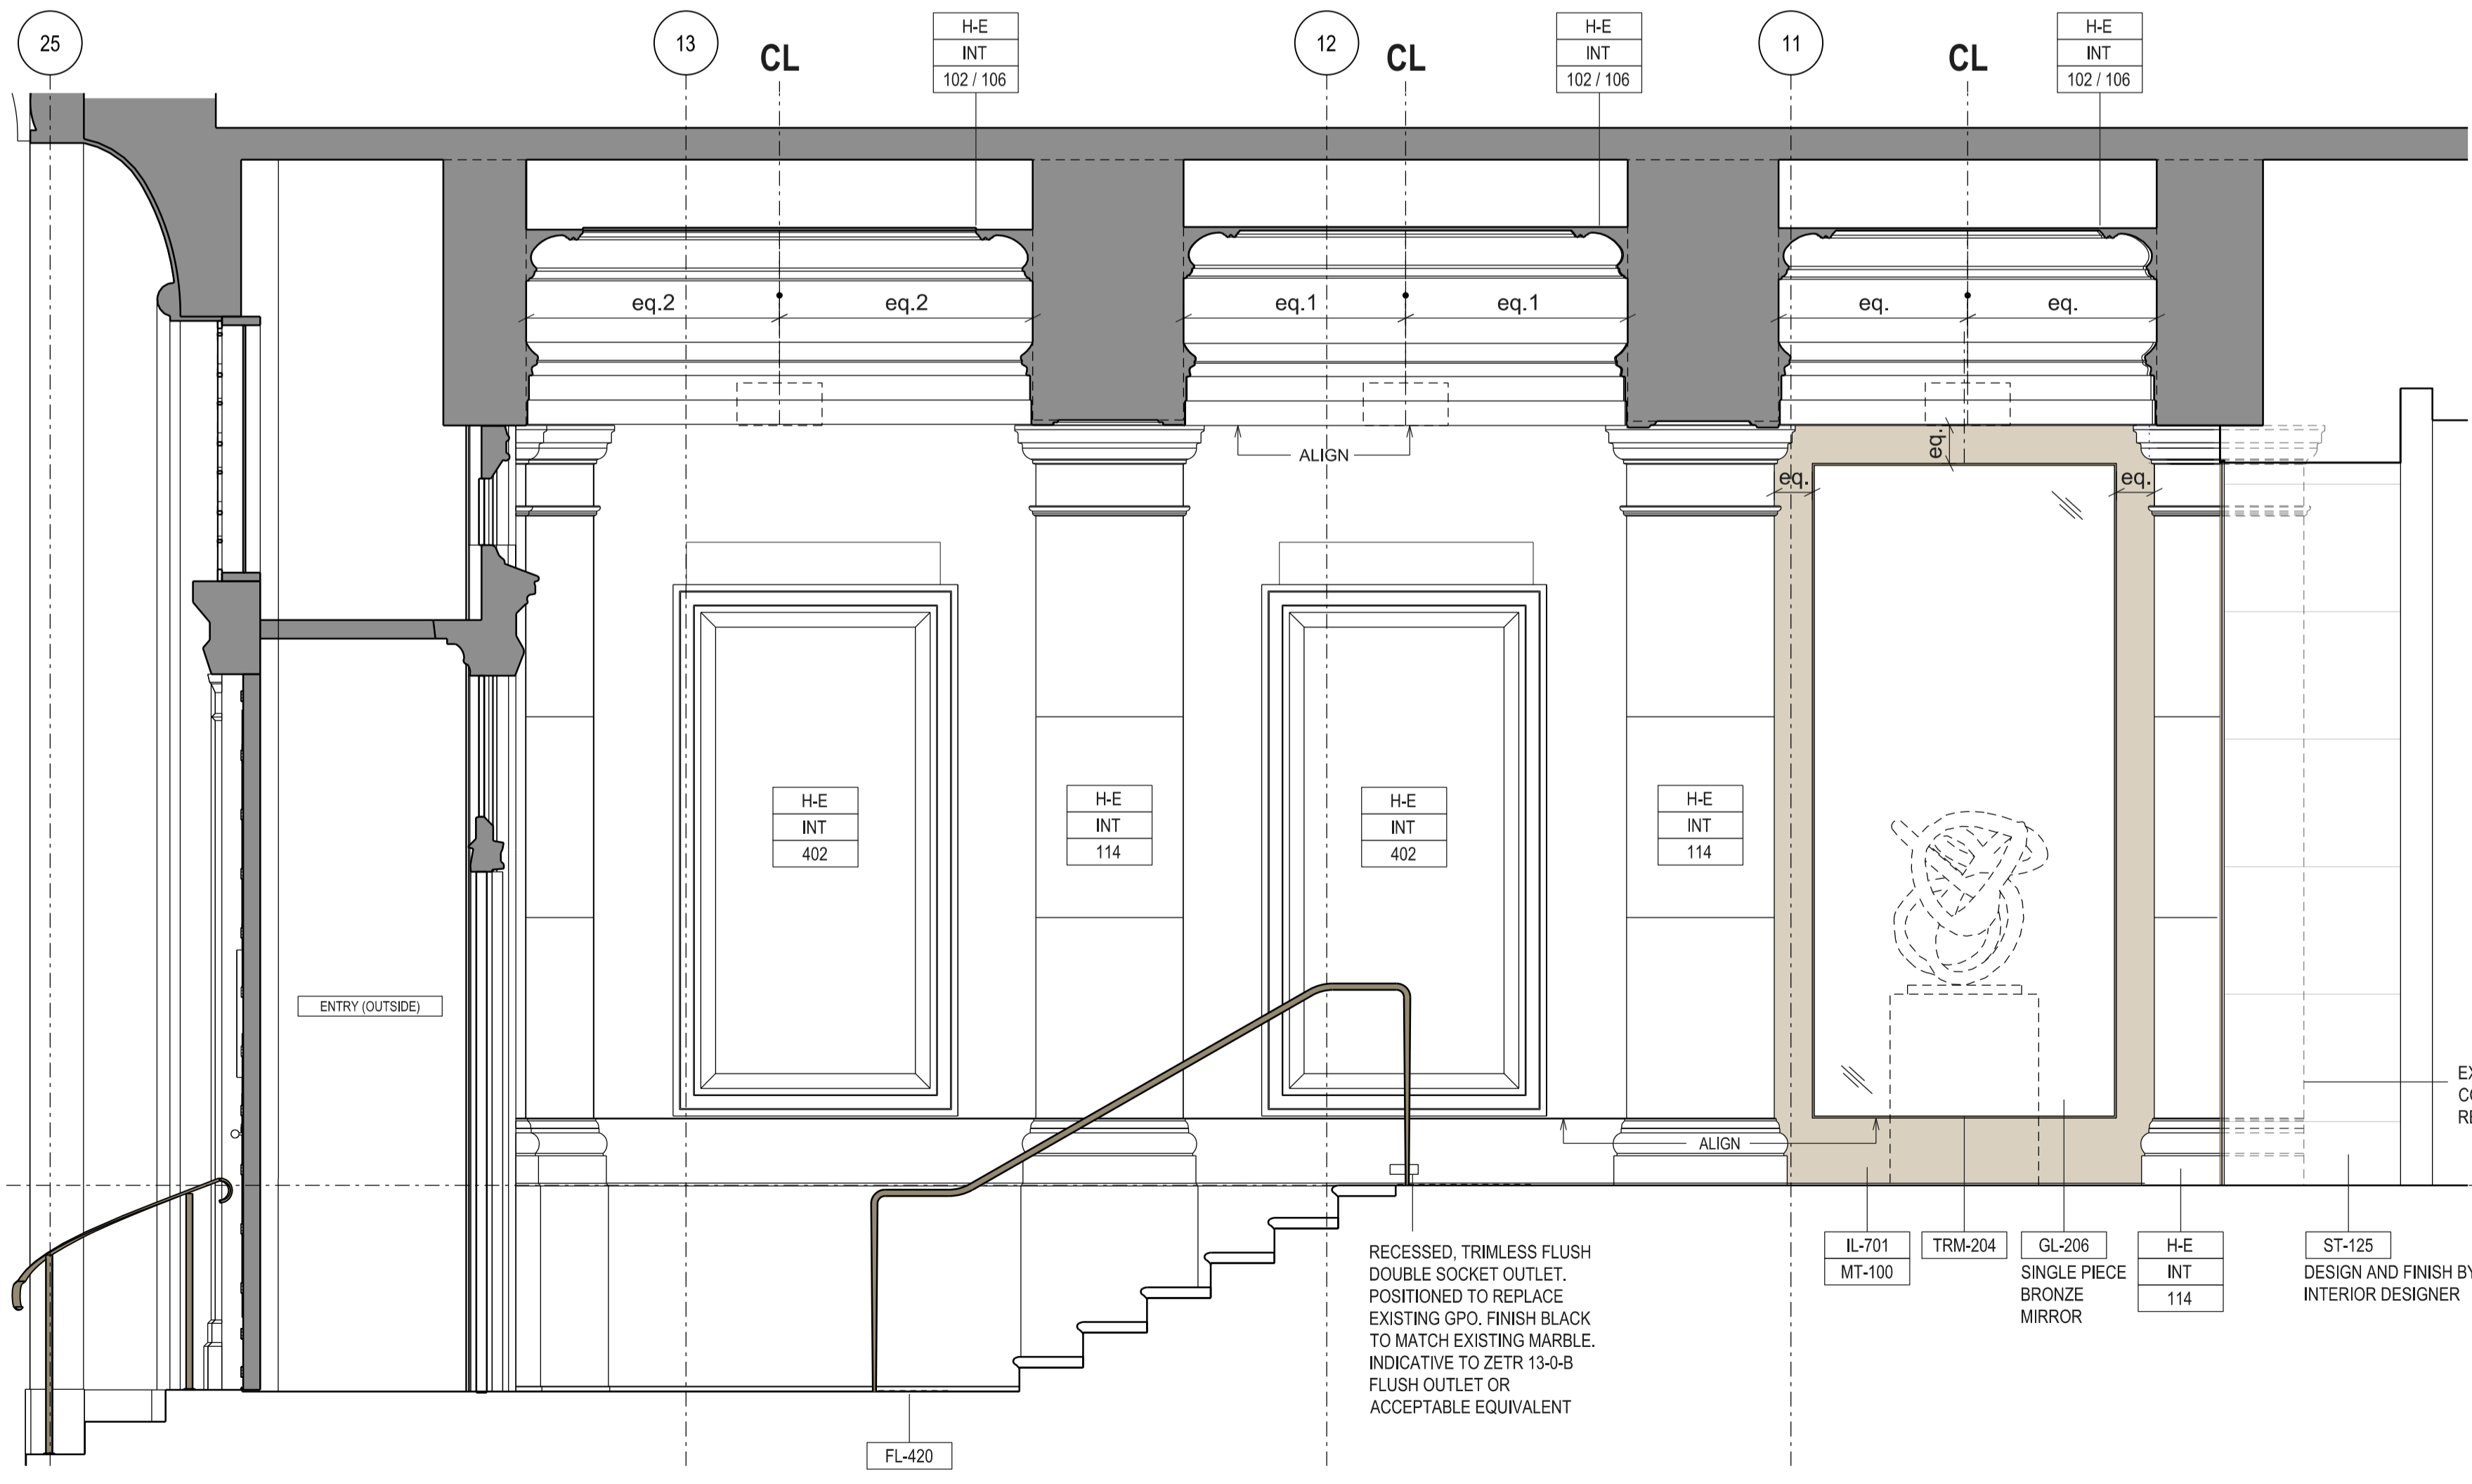 25
13
CL
H-E
INT
102 / 106
12
CL
H-E
INT
102 / 106
11
CL
H-E
INT
102 / 106
eq.2
eq.2
eq.1
eq.1
eq.
eq.
ALIGN
eq.
eq.
eq.
H-E
INT
402
H-E
INT
114
H-E
INT
402
H-E
INT
114
ENTRY (OUTSIDE)
ALIGN
RECESSED, TRIMLESS FLUSH
DOUBLE SOCKET OUTLET.
POSITIONED TO REPLACE
EXISTING GPO. FINISH BLACK
TO MATCH EXISTING MARBLE.
INDICATIVE TO ZETR 13-0-B
FLUSH OUTLET OR
ACCEPTABLE EQUIVALENT
IL-701
MT-100
TRM-204
GL-206
SINGLE PIECE
BRONZE
MIRROR
H-E
INT
114
ST-125
DESIGN AND FINISH BY
INTERIOR DESIGNER
FL-420